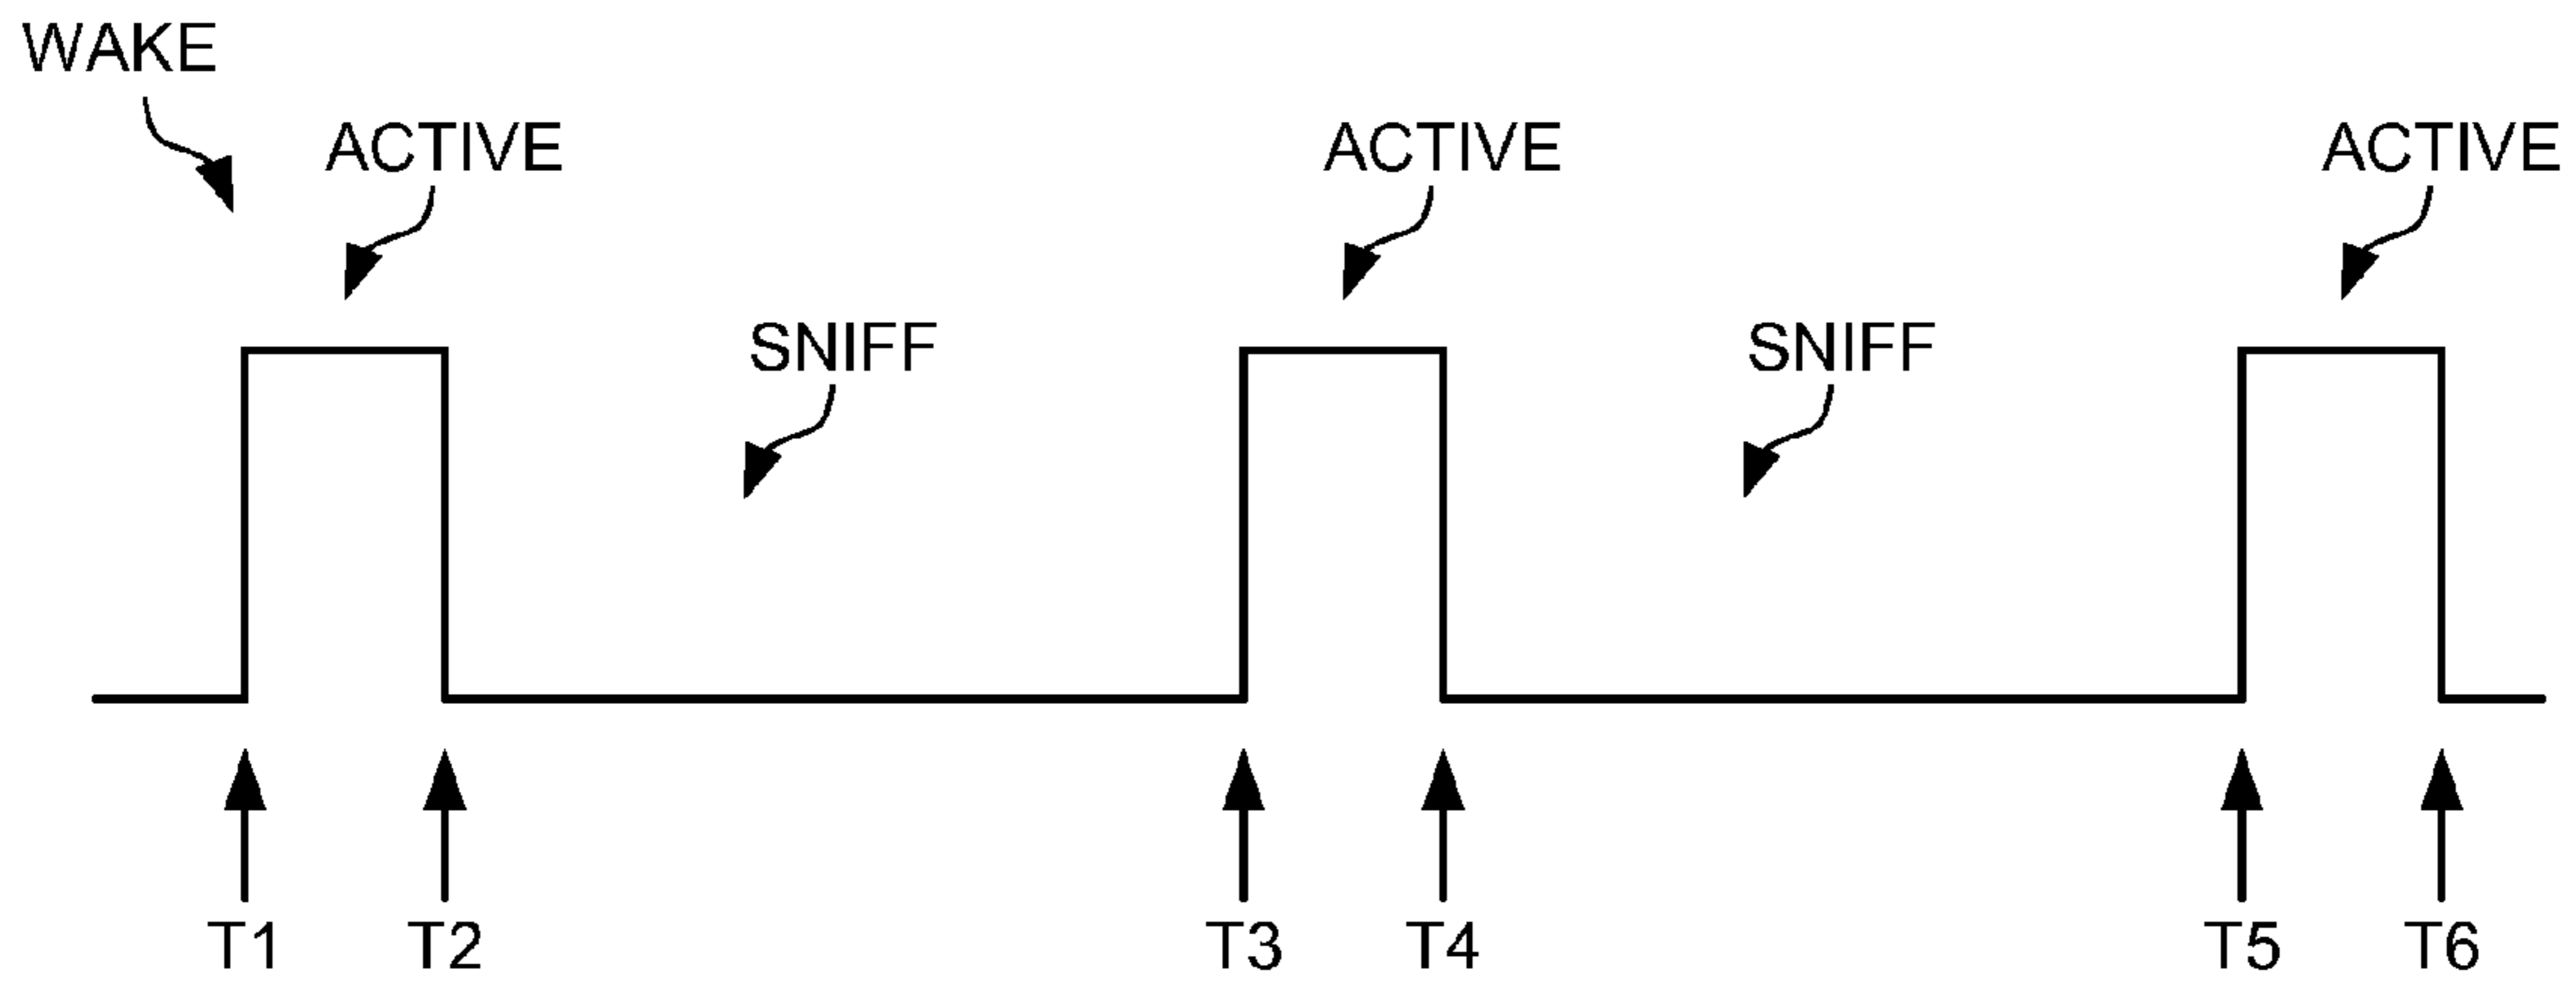 WAKE
ACTIVE ACTIVE ACTIVE
SNIFF SNIFF
T1 T2 T3 T4 T5 T6